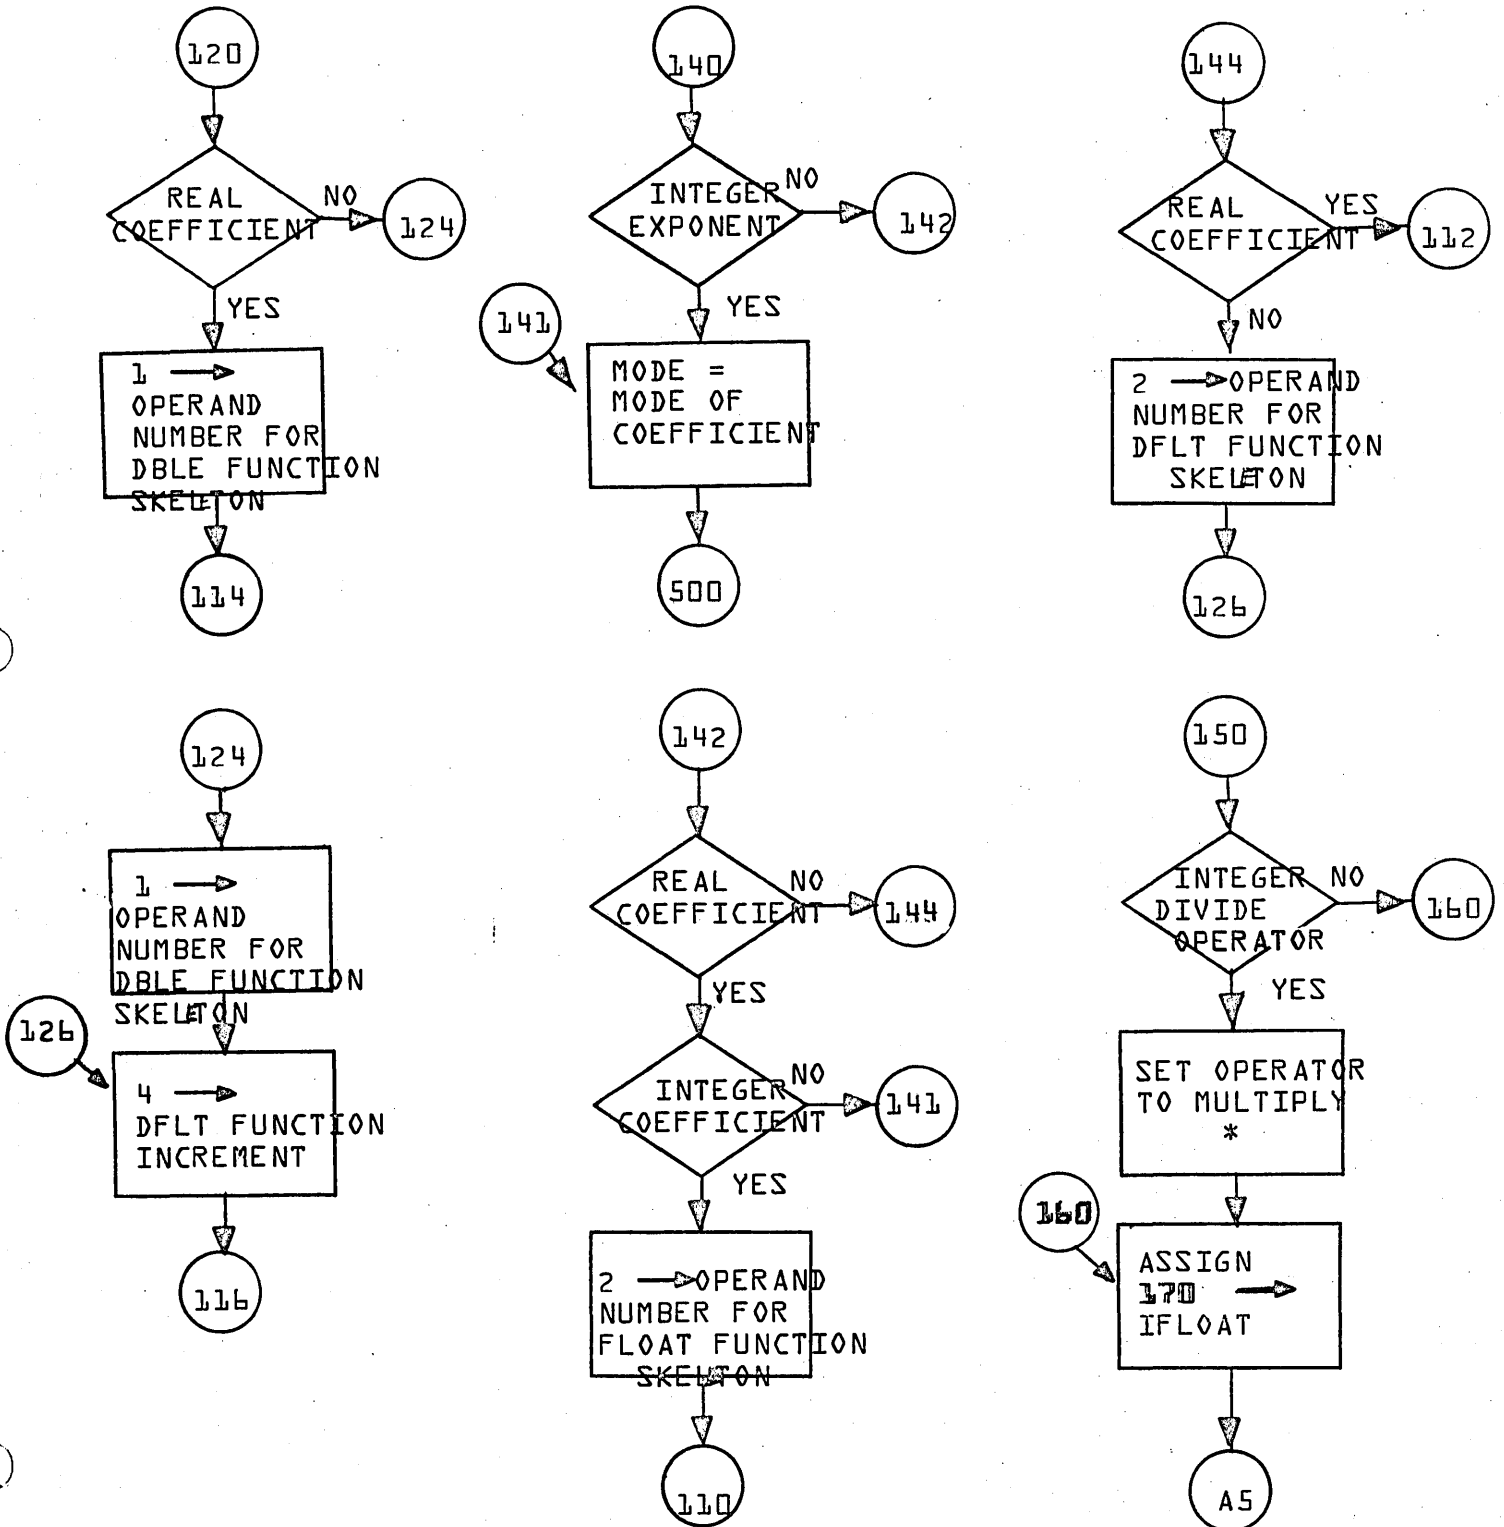 120
REAL
COEFFICIENT
NO
124
YES
1 →
OPERAND
NUMBER FOR
DBLE FUNCTION
SKELETON
114
140
INTEGER
EXPONENT
NO
142
YES
141
MODE =
MODE OF
COEFFICIENT
500
144
REAL
COEFFICIENT
YES
112
NO
2 →OPERAND
NUMBER FOR
DFLT FUNCTION
SKELETON
126
124
1 →
OPERAND
NUMBER FOR
DBLE FUNCTION
SKELETON
126
4 →
DFLT FUNCTION
INCREMENT
116
142
REAL
COEFFICIENT
NO
144
YES
INTEGER
COEFFICIENT
NO
141
YES
2 →OPERAND
NUMBER FOR
FLOAT FUNCTION
SKELETON
110
150
INTEGER
DIVIDE
OPERATOR
NO
160
YES
SET OPERATOR
TO MULTIPLY
*
160
ASSIGN
170 →
IFLOAT
A5